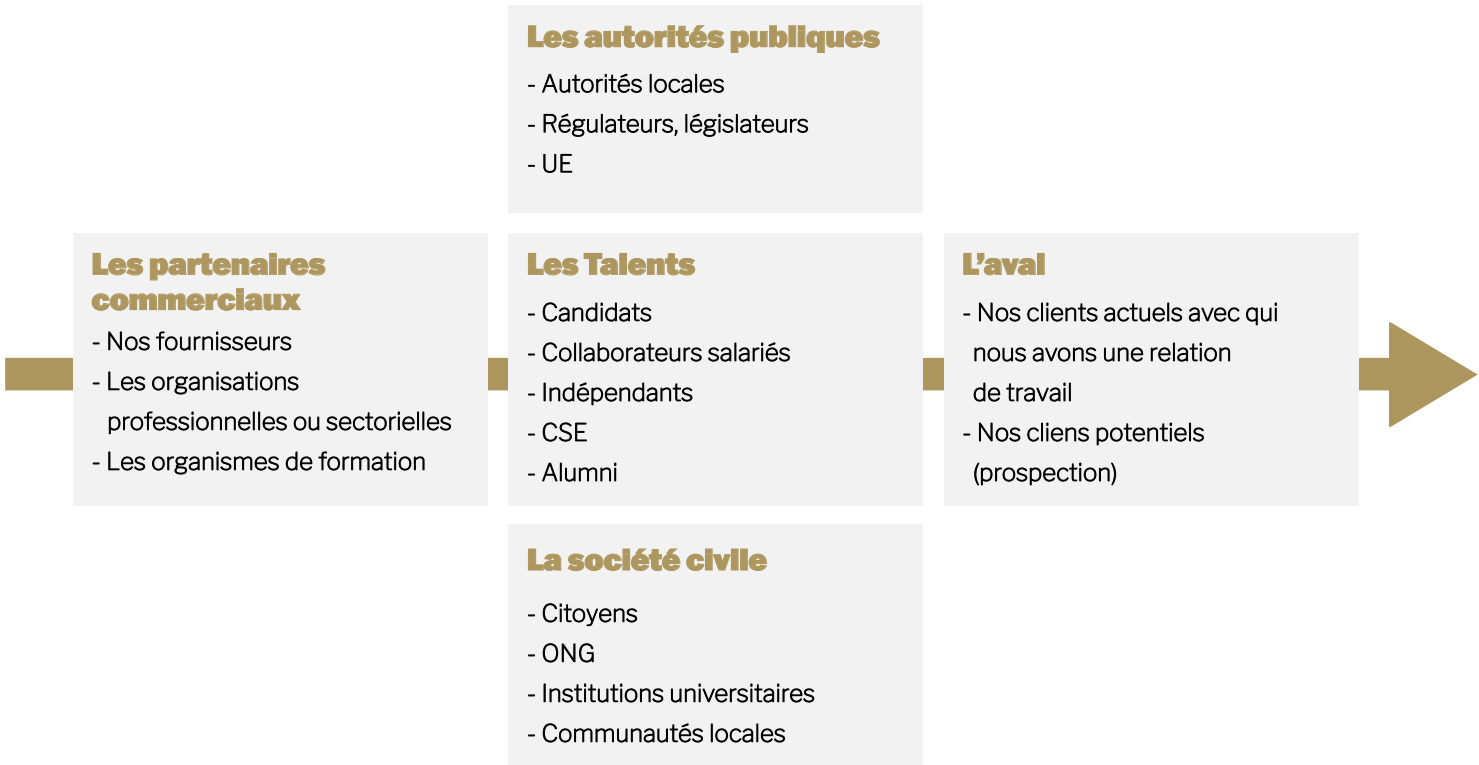 Les autorités publiques
- Autorités locales
- Régulateurs, législateurs
- UE
Les partenaires
commerciaux
- Nos fournisseurs
- Les organisations
professionnelles ou sectorielles
- Les organismes de formation
Les Talents
- Candidats
- Collaborateurs salariés
- Indépendants
- CSE
- Alumni
L’aval
- Nos clients actuels avec qui
nous avons une relation
de travail
- Nos cliens potentiels
(prospection)
La société civile
- Citoyens
- ONG
- Institutions universitaires
- Communautés locales